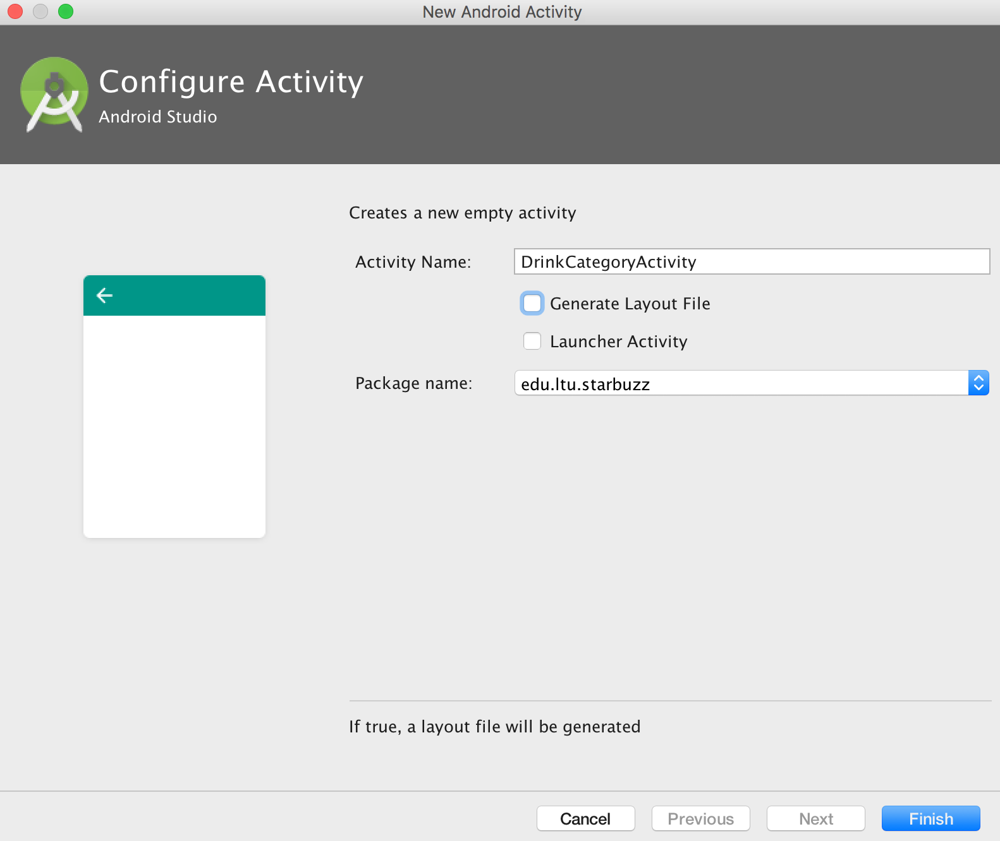 New Android Activity
Configure Activity
Android Studio
Creates a new empty activity
Activity Name: DrinkCategoryActivity
Generate Layout File
Launcher Activity
Package name: edu.ltu.starbuzz
If true, a layout file will be generated
Cancel Previous Next Finish